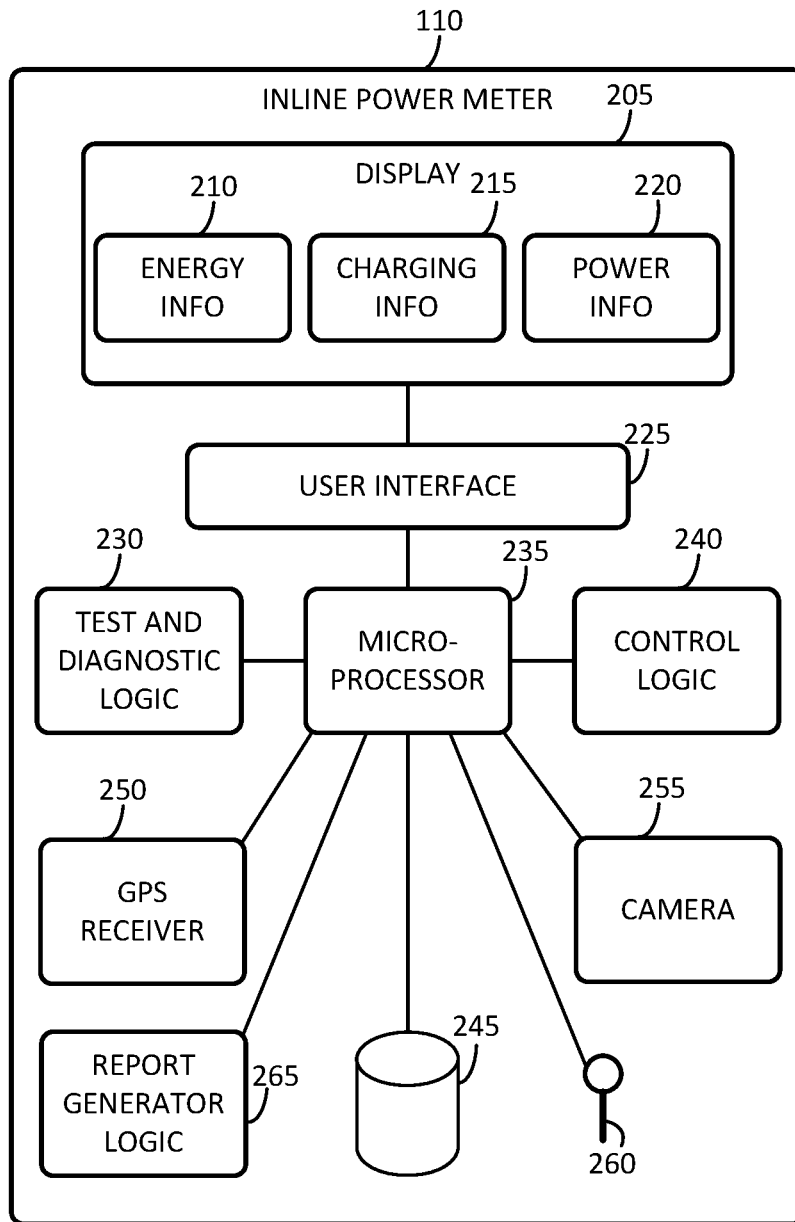 110
INLINE POWER METER
205
DISPLAY
210
215
220
ENERGY
INFO
CHARGING
INFO
POWER
INFO
225
USER INTERFACE
230
235
240
TEST AND
DIAGNOSTIC
LOGIC
MICRO-
PROCESSOR
CONTROL
LOGIC
250
255
GPS
RECEIVER
CAMERA
245
REPORT
GENERATOR
LOGIC
265
260